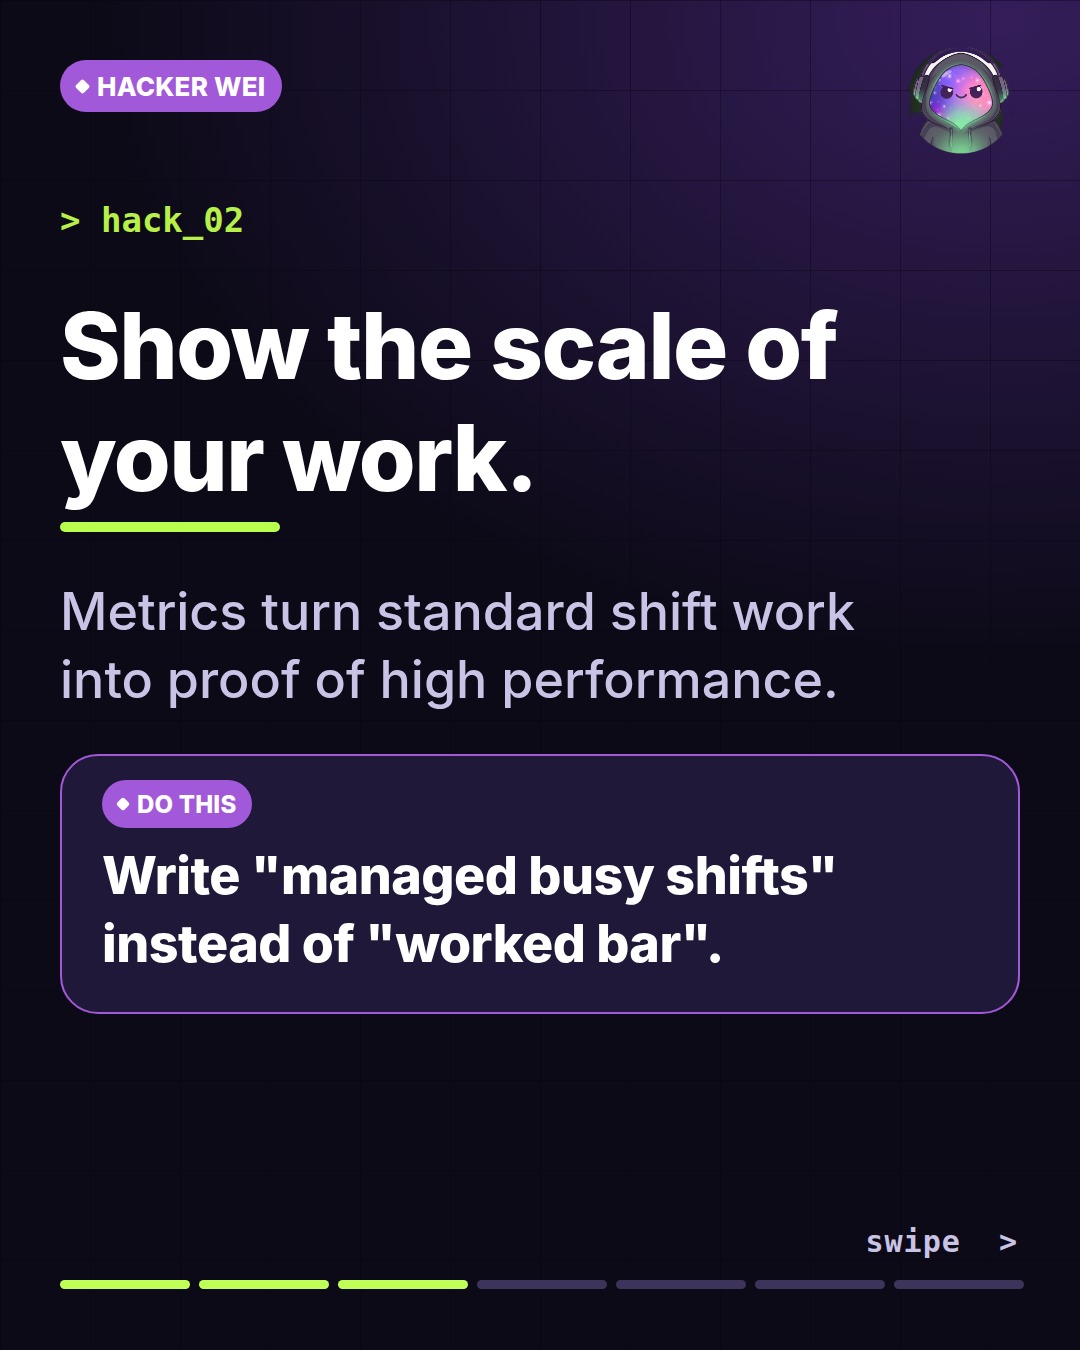 HACKER WEI
> hack_02
Show the scale of
your work.
Metrics turn standard shift work
into proof of high performance.
DO THIS
Write "managed busy shifts"
instead of "worked bar".
swipe >